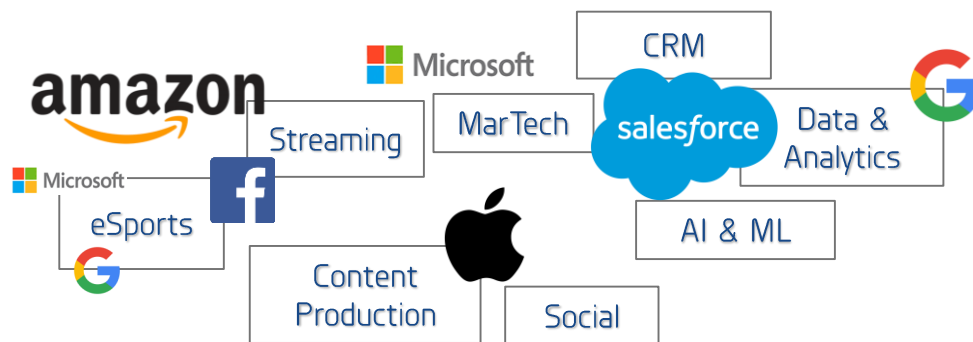 CRM
Microsoft
amazon
Streaming
MarTech
salesforce
Data &
Analytics
Microsoft
eSports
AI & ML
Content
Production
Social